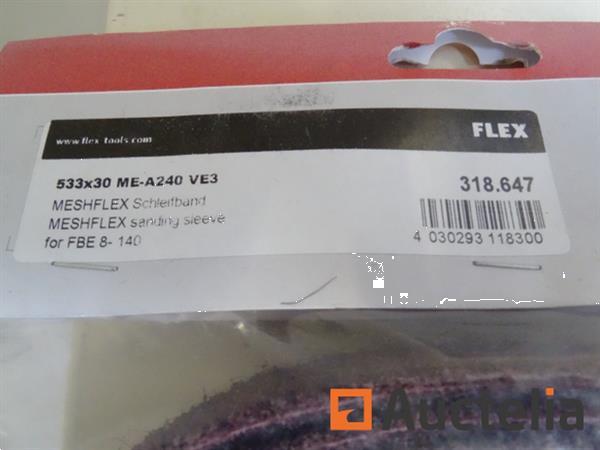 www.flex-tools.com
FLEX
533x30 ME-A240 VE3
318.647
MESHFLEX Schleifband
MESHFLEX sanding sleeve
for FBE 8- 140
4 030293 118300
Auctelia